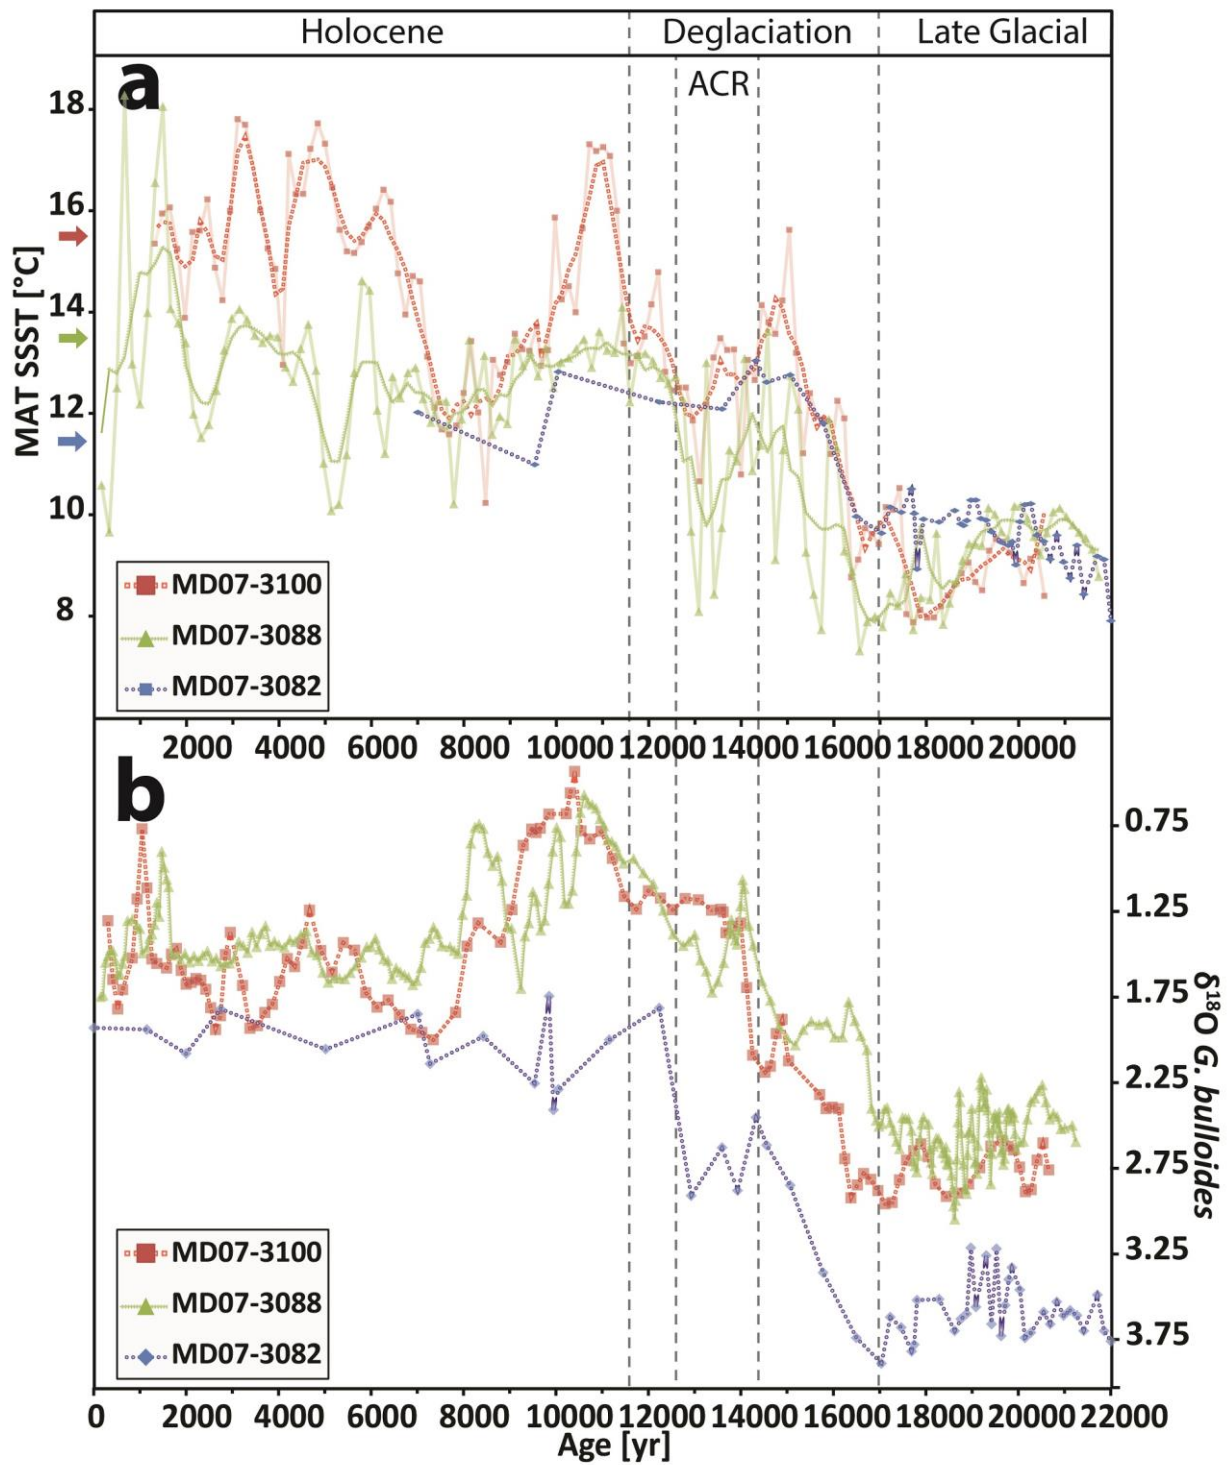 Holocene Deglaciation Late Glacial
a
ACR
18
16
14
12
10
8
MAT SSST [°C]
MD07-3100
MD07-3088
MD07-3082
2000 4000 6000 8000 10000 12000 14000 16000 18000 20000
b
0.75
1.25
1.75
2.25
2.75
3.25
3.75
δ¹⁸O G. bulloides
MD07-3100
MD07-3088
MD07-3082
0 2000 4000 6000 8000 10000 12000 14000 16000 18000 20000 22000
Age [yr]